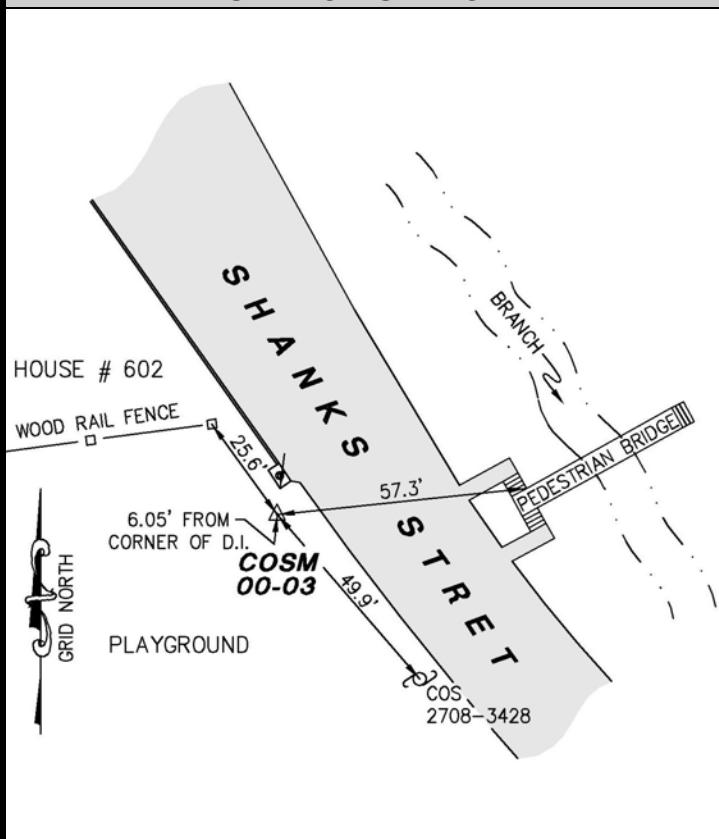 SHANKS STRET
BRANCH
HOUSE # 602
WOOD RAIL FENCE
25.6'
57.3'
PEDESTRIAN BRIDGE
6.05' FROM
CORNER OF D.I.
COSM
00-03
49.9'
GRID NORTH
PLAYGROUND
COS
2708-3428